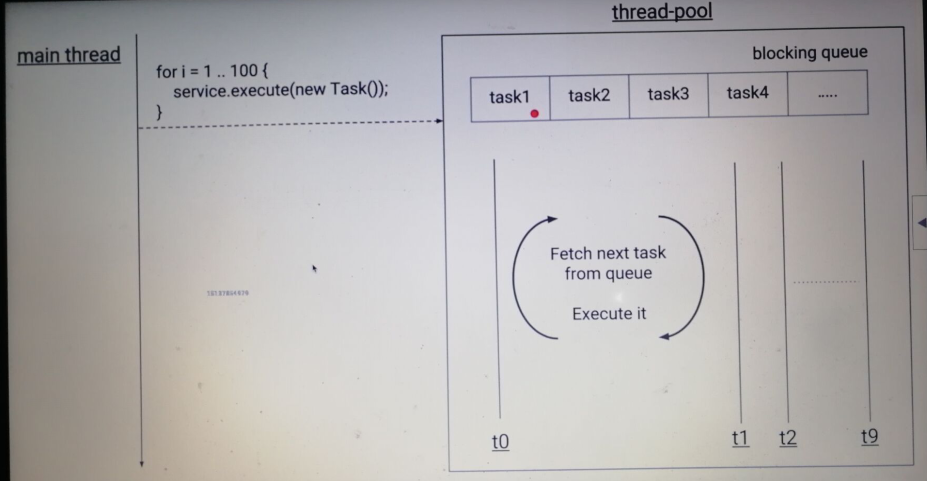 thread-pool
main thread
for i = 1 .. 100 {
service.execute(new Task());
}
blocking queue
task1 task2 task3 task4 .....
Fetch next task
from queue
Execute it
t0 t1 t2 t9